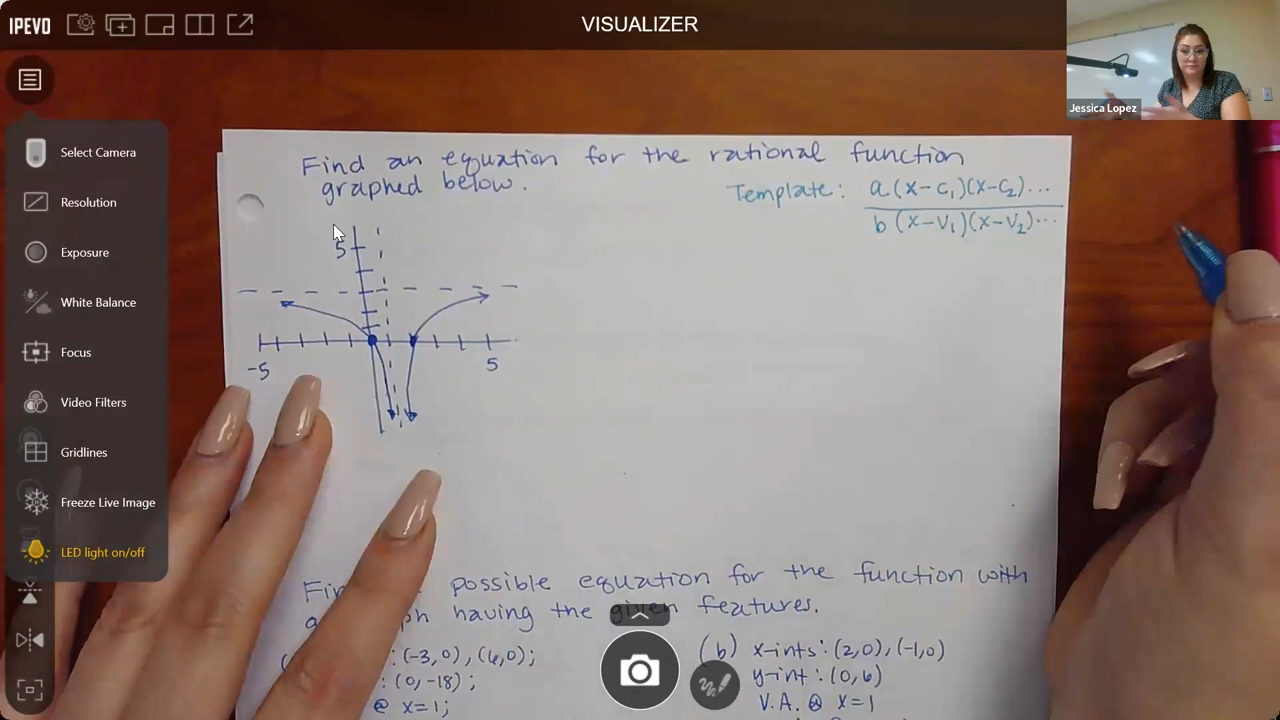 IPEVO
VISUALIZER
Jessica Lopez
Select Camera
Resolution
Exposure
White Balance
Focus
Video Filters
Gridlines
Freeze Live Image
LED light on/off
Find an equation for the rational function
graphed below.
Template: a(x-c₁)(x-c₂)...
b(x-v₁)(x-v₂)...
5
-5
5
possible equation for the function with
having the given features.
: (-3,0), (6,0);
: (0,-18);
@ x=1;
(b) x-ints: (2,0), (-1,0)
y-int: (0,6)
V.A. @ x=1